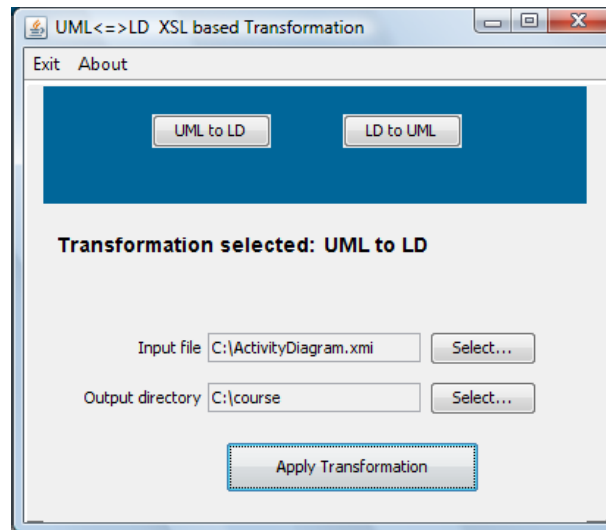 UML<=>LD XSL based Transformation
Exit About
UML to LD LD to UML
Transformation selected: UML to LD
Input file C:\ActivityDiagram.xmi Select...
Output directory C:\course Select...
Apply Transformation